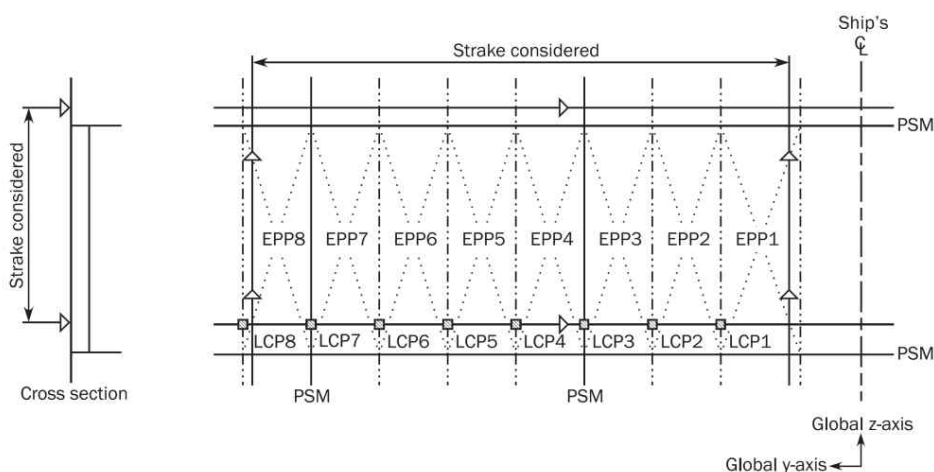 Ship's
℄
Strake considered
PSM
Strake considered
EPP8 EPP7 EPP6 EPP5 EPP4 EPP3 EPP2 EPP1
LCP8 LCP7 LCP6 LCP5 LCP4 LCP3 LCP2 LCP1
PSM
Cross section
PSM
PSM
Global z-axis
Global y-axis